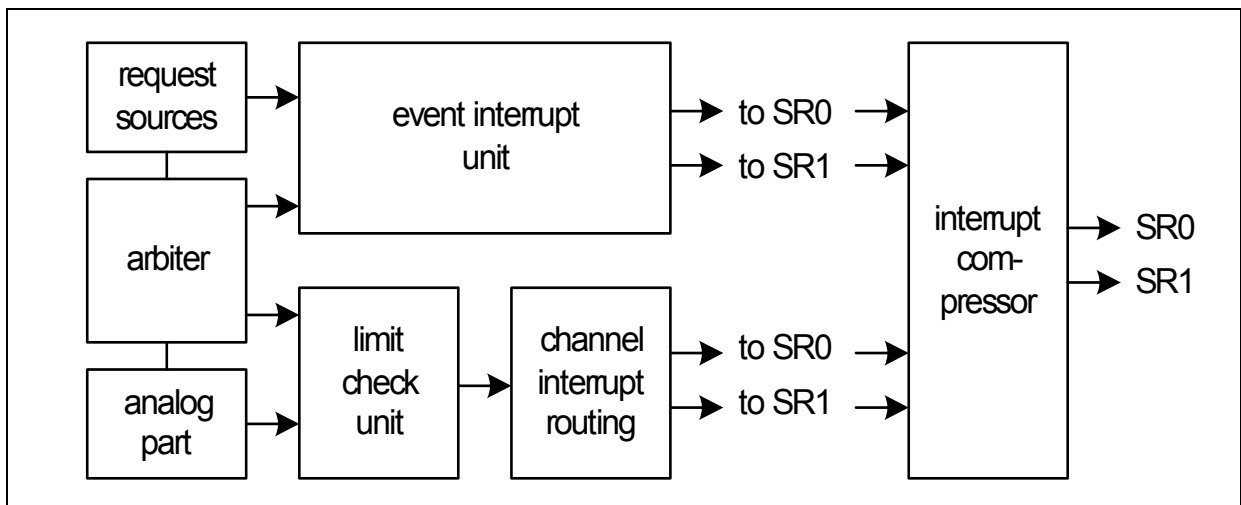 request
sources
arbiter
analog
part
event interrupt
unit
limit
check
unit
channel
interrupt
routing
to SR0
to SR1
to SR0
to SR1
interrupt
com-
pressor
SR0
SR1